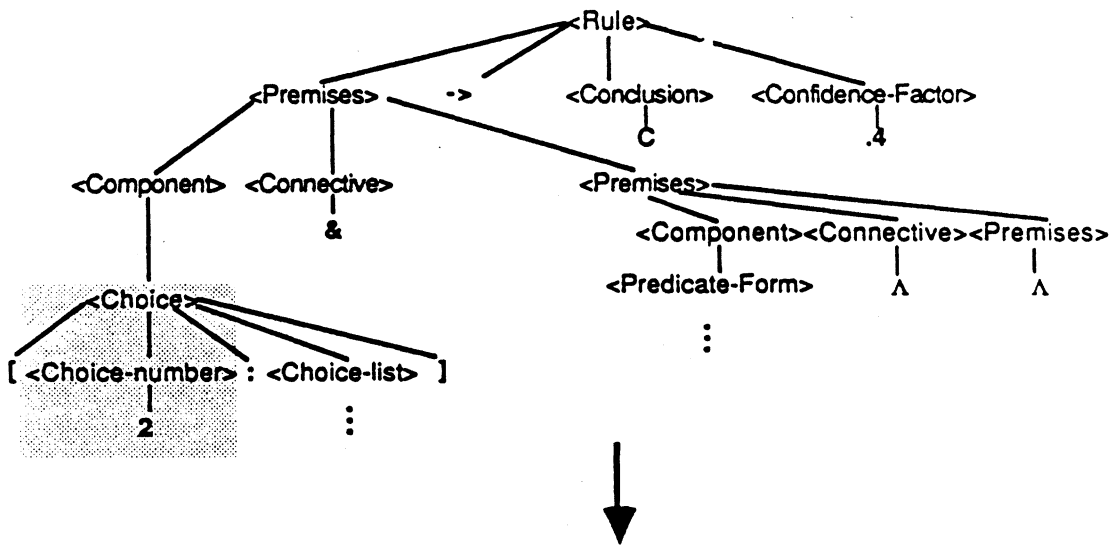 <Rule>
<Premises> -> <Conclusion> <Confidence-Factor>
C .4
<Component> <Connective> <Premises>
& <Component> <Connective> <Premises>
<Predicate-Form> Λ Λ
<Choice>
[ <Choice-number> : <Choice-list> ]
2